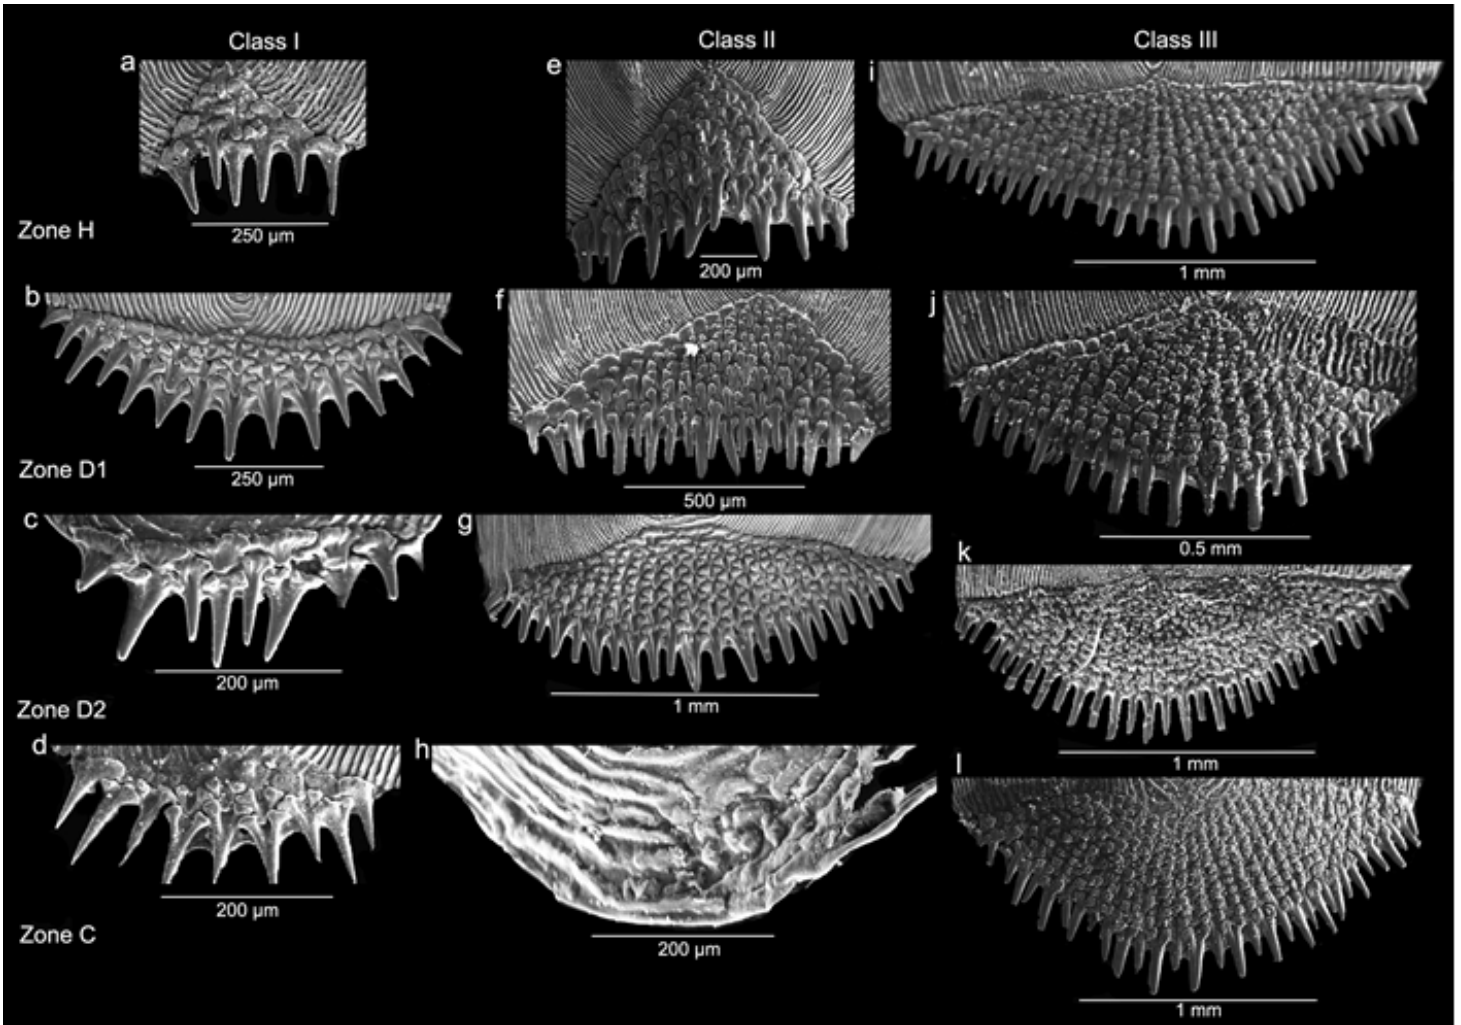 Class I
Class II
Class III
a
e
i
Zone H
250 µm
200 µm
1 mm
b
f
j
Zone D1
250 µm
500 µm
0.5 mm
c
g
k
200 µm
1 mm
1 mm
Zone D2
d
h
l
200 µm
200 µm
1 mm
Zone C